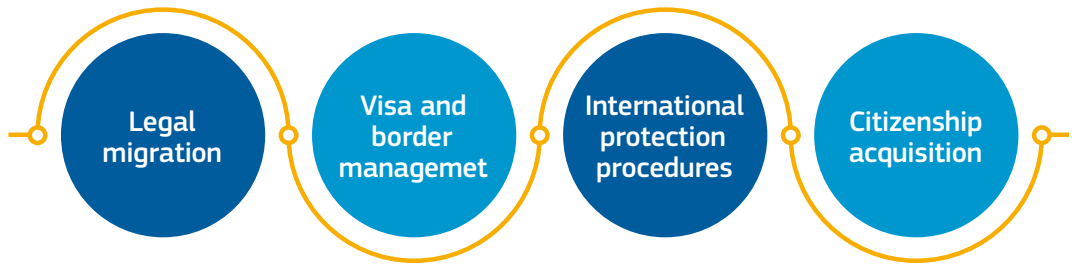 Legal
migration
Visa and
border
managemet
International
protection
procedures
Citizenship
acquisition